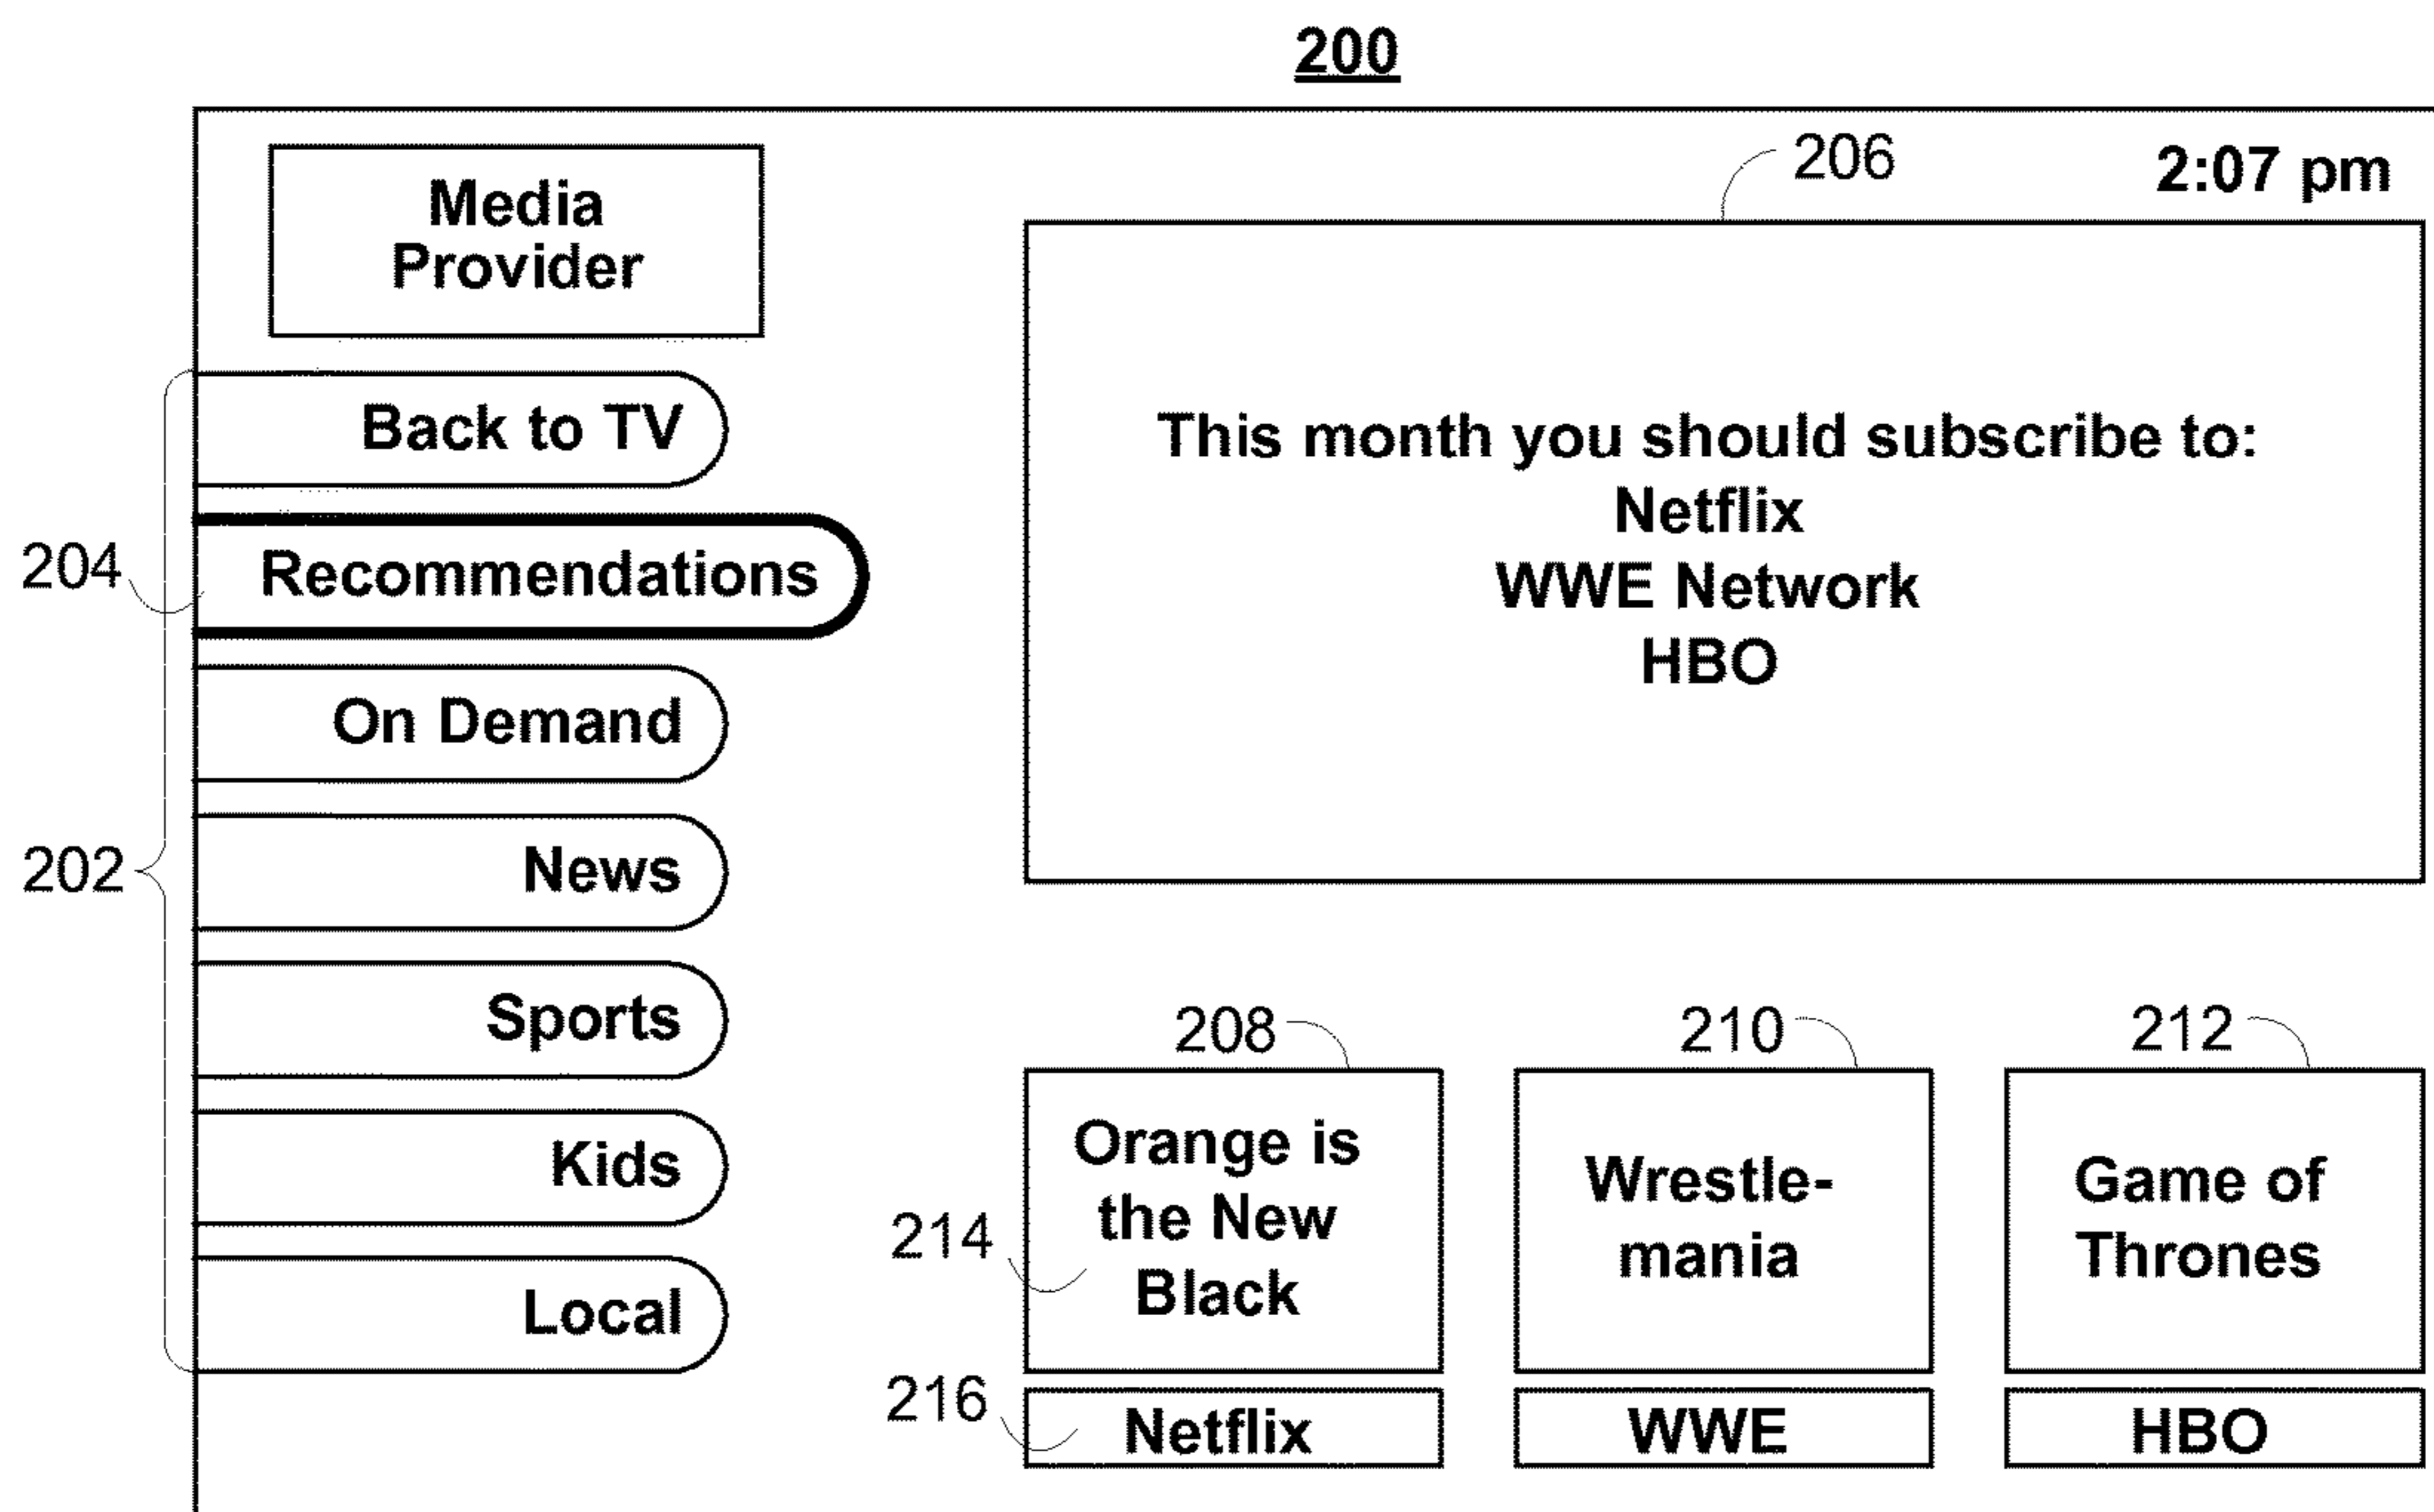 200
206
2:07 pm
Media
Provider
Back to TV
204
Recommendations
On Demand
202
News
Sports
Kids
Local
This month you should subscribe to:
Netflix
WWE Network
HBO
208
210
212
214
Orange is
the New
Black
Wrestle-
mania
Game of
Thrones
216
Netflix
WWE
HBO